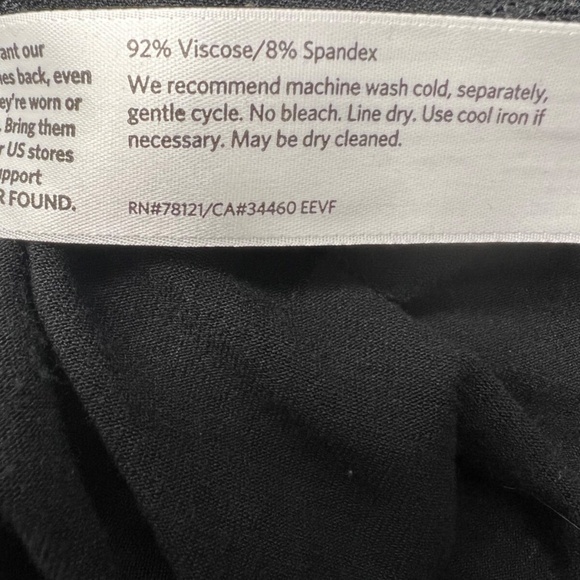 ant our
es back, even
ey're worn or
. Bring them
r US stores
pport
R FOUND.
92% Viscose/8% Spandex
We recommend machine wash cold, separately,
gentle cycle. No bleach. Line dry. Use cool iron if
necessary. May be dry cleaned.
RN#78121/CA#34460 EEVF